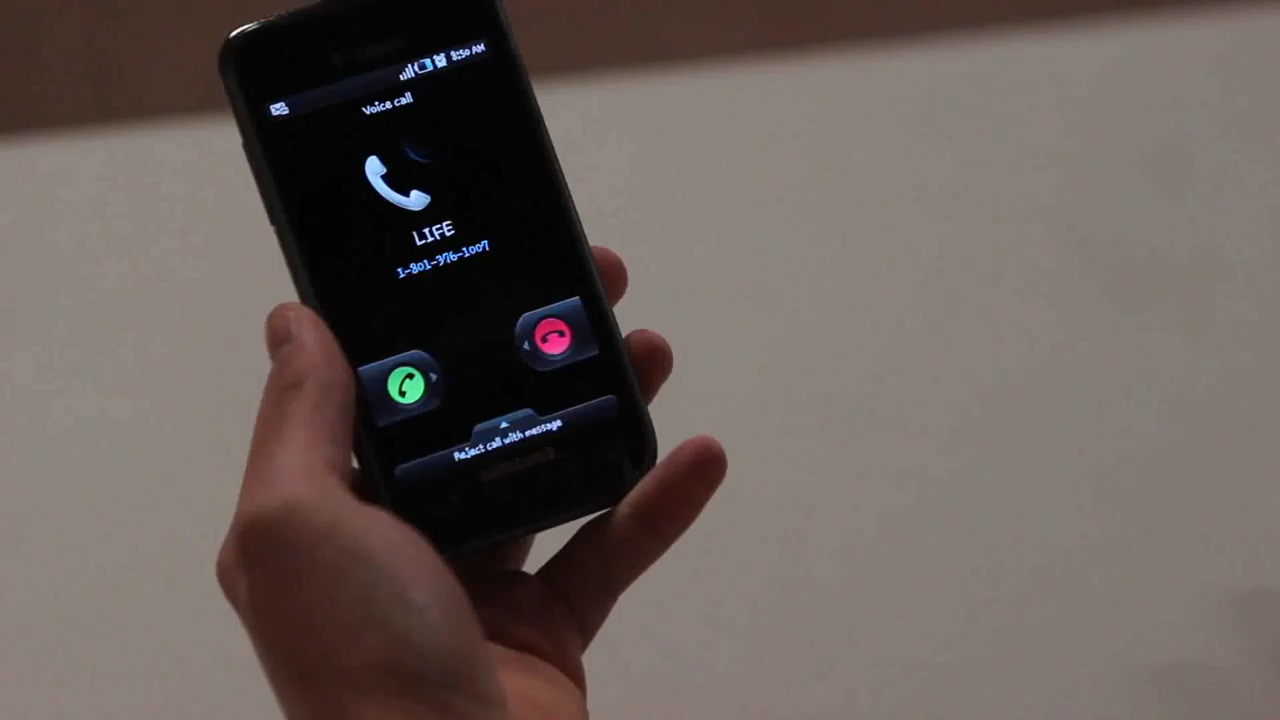 8:50 AM
Voice call
LIFE
1-801-376-1007
Reject call with message